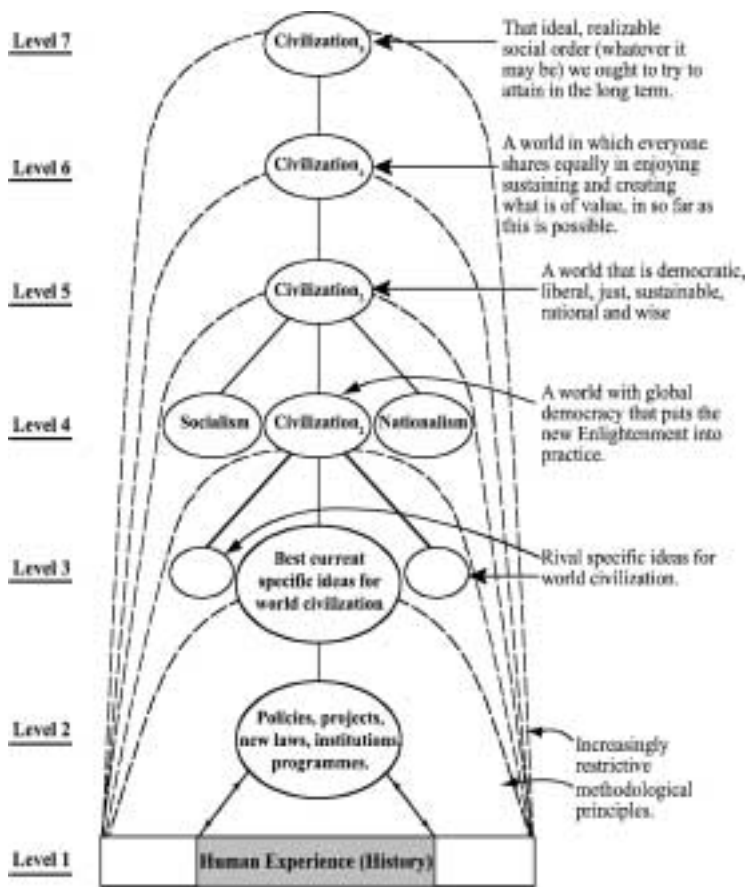 Level 7
Civilization
That ideal, realizable
social order (whatever it
may be) we ought to try to
attain in the long term.
Level 6
Civilization
A world in which everyone
shares equally in enjoying
sustaining and creating
what is of value, in so far as
this is possible.
Level 5
Civilization
A world that is democratic,
liberal, just, sustainable,
rational and wise
Level 4
Socialism
Civilization₂
Nationalism
A world with global
democracy that puts the
new Enlightenment into
practice.
Level 3
Best current
specific ideas for
world civilization
Rival specific ideas for
world civilization.
Level 2
Policies, projects,
new laws, institutions
programmes.
Increasingly
restrictive
methodological
principles.
Level 1
Human Experience (History)